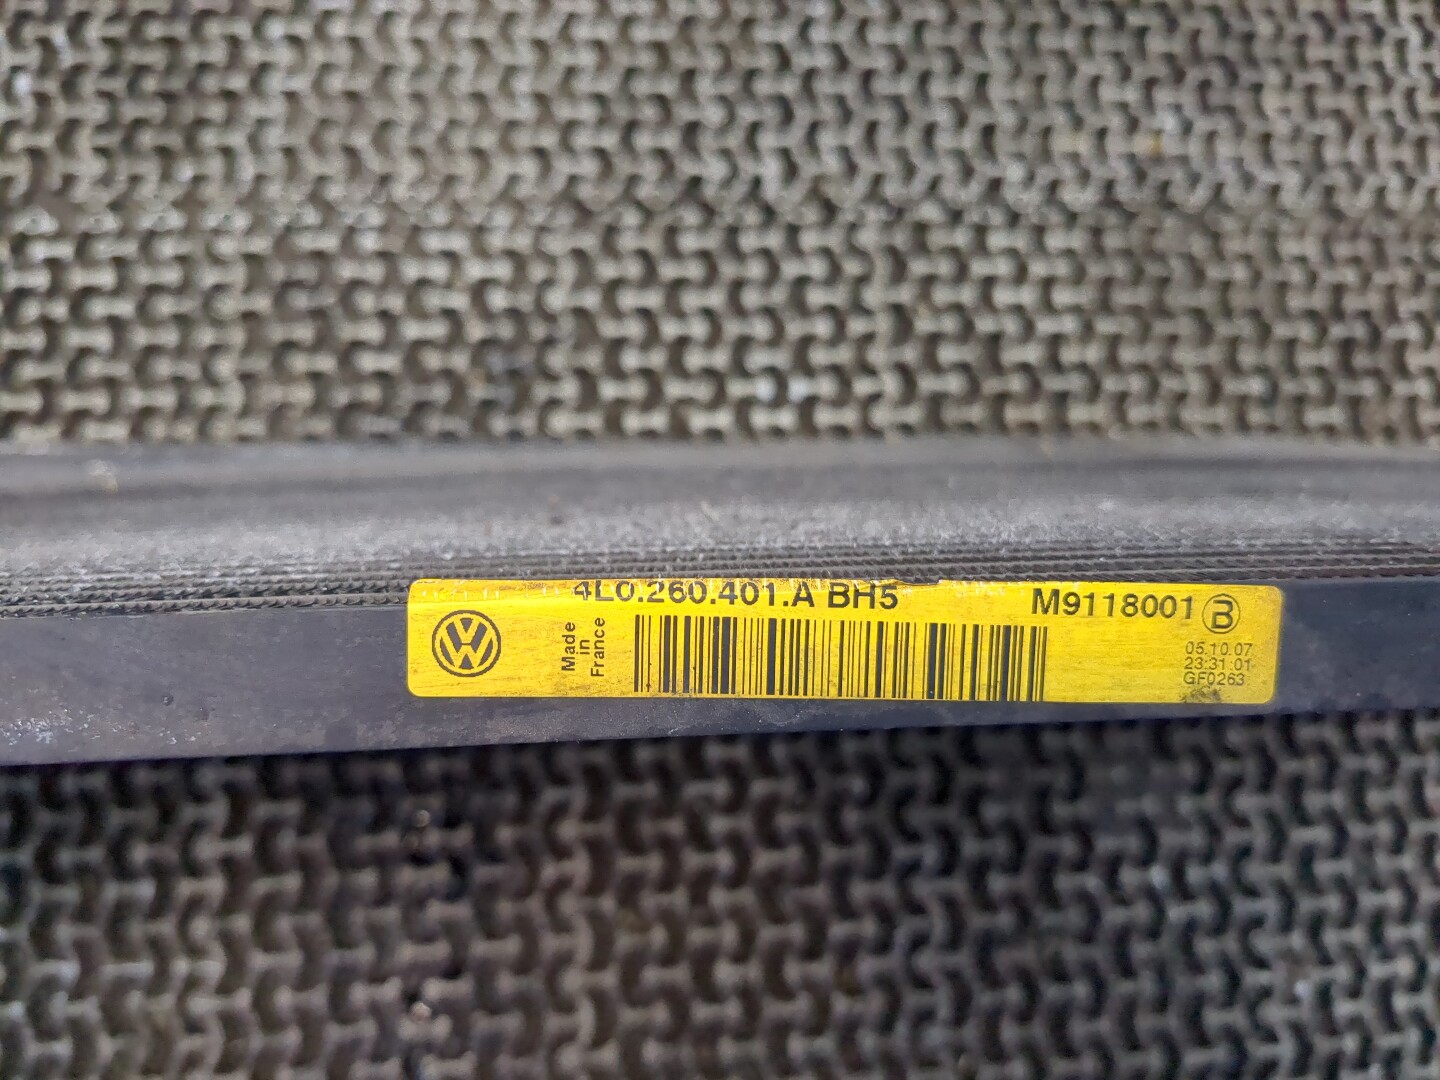 4L0.260.401.A BH5
M9118001 B
Made
in
France
05.10.07
23:31:01
GF0263